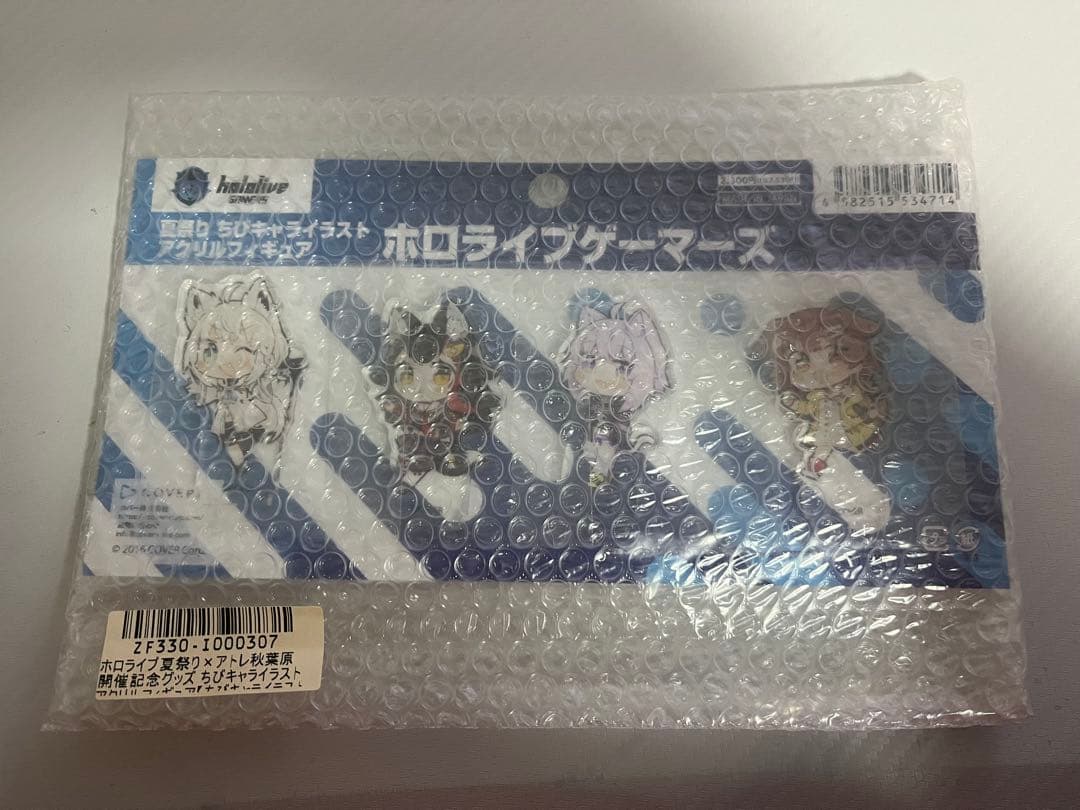 hololive
GAMERS
夏祭り ちびキャライラスト
アクリルフィギュア
ホロライブゲーマーズ
4 582515 534714
COVER
© 2016 COVER Corp.
ZF330-I000307
ホロライブ夏祭り×アトレ秋葉原
開催記念グッズ ちびキャライラスト